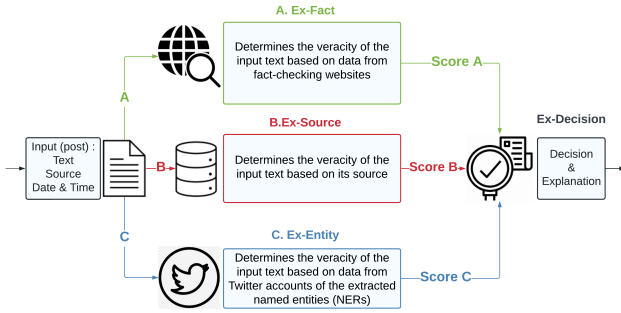 A. Ex-Fact
Determines the veracity of the
input text based on data from
fact-checking websites
Score A
A
B.Ex-Source
Ex-Decision
Input (post) :
Text
Source
Date & Time
B
Determines the veracity of the
input text based on its source
Score B
Decision
&
Explanation
C
C. Ex-Entity
Determines the veracity of the
input text based on data from
Twitter accounts of the extracted
named entities (NERs)
Score C